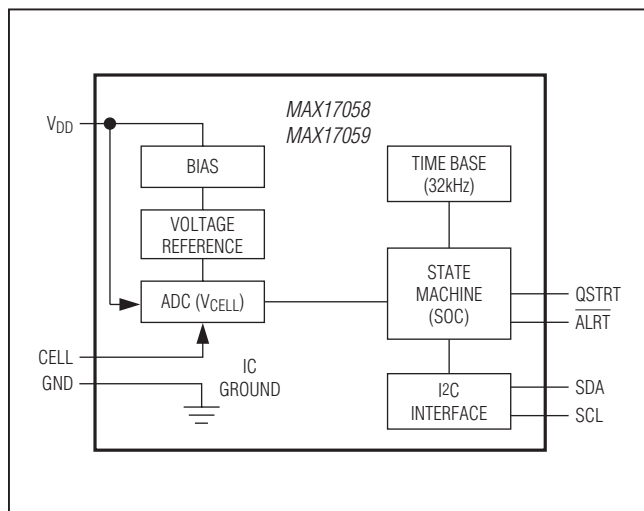 MAX17058
MAX17059
VDD
BIAS
TIME BASE
(32kHz)
VOLTAGE
REFERENCE
ADC (VCELL)
STATE
MACHINE
(SOC)
QSTRT
ALRT
CELL
GND
IC
GROUND
I2C
INTERFACE
SDA
SCL